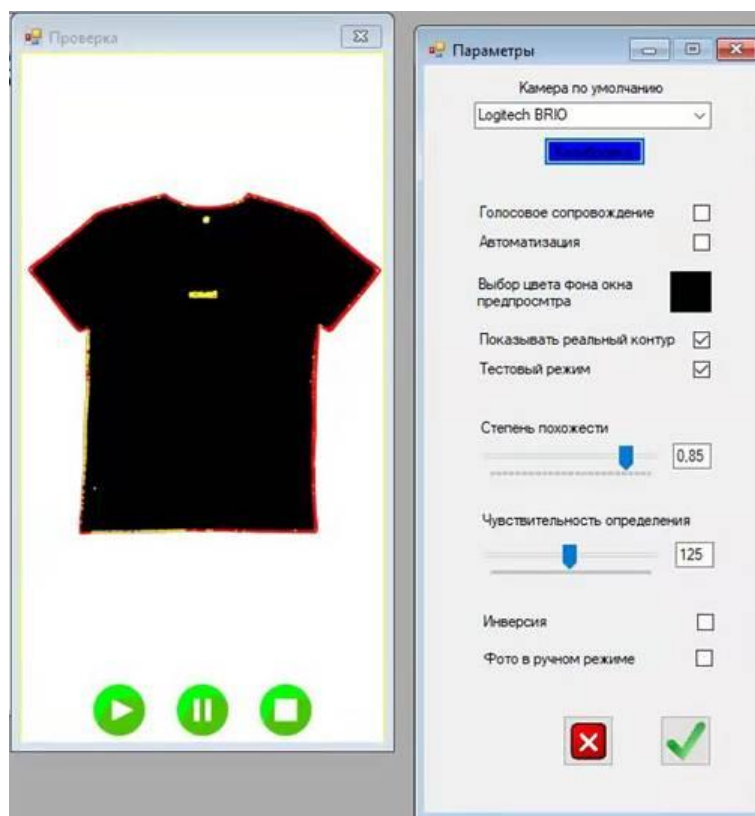 Проверка
Параметры
Камера по умолчанию
Logitech BRIO
Голосовое сопровождение
Автоматизация
Выбор цвета фона окна
предпросмтра
Показывать реальный контур
Тестовый режим
Степень похожести
0,85
Чувствительность определения
125
Инверсия
Фото в ручном режиме